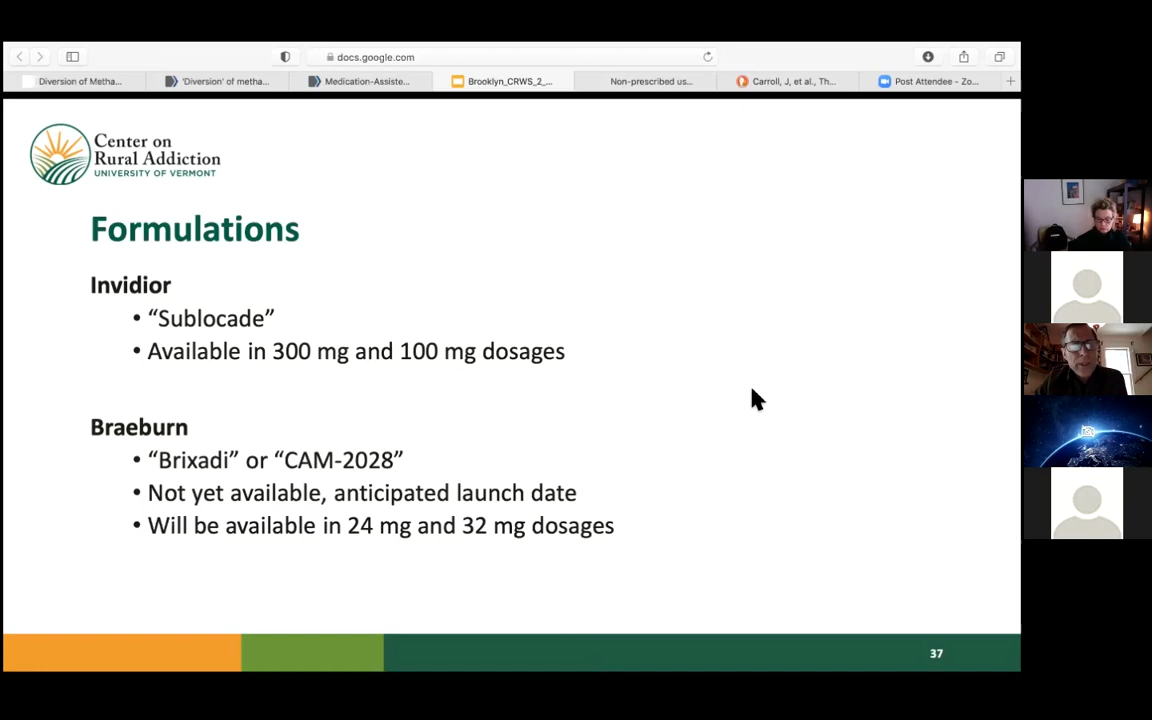 docs.google.com
Diversion of Metha...
'Diversion' of metha...
Medication-Assiste...
Brooklyn_CRWS_2_...
Non-prescribed us...
Carroll, J, et al., Th...
Post Attendee - Zo...
Center on
Rural Addiction
UNIVERSITY OF VERMONT
Formulations
Invidior
• “Sublocade”
• Available in 300 mg and 100 mg dosages
Braeburn
• “Brixadi” or “CAM-2028”
• Not yet available, anticipated launch date
• Will be available in 24 mg and 32 mg dosages
37